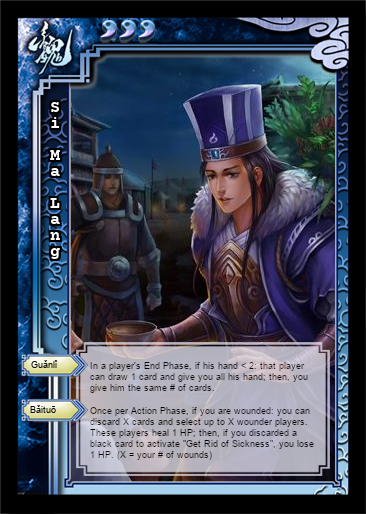 魏
Si Ma Lang
Guǎnlǐ
In a player's End Phase, if his hand < 2: that player
can draw 1 card and give you all his hand; then, you
give him the same # of cards.
Bǎituō
Once per Action Phase, if you are wounded: you can
discard X cards and select up to X wounder players.
These players heal 1 HP; then, if you discarded a
black card to activate "Get Rid of Sickness", you lose
1 HP. (X = your # of wounds)